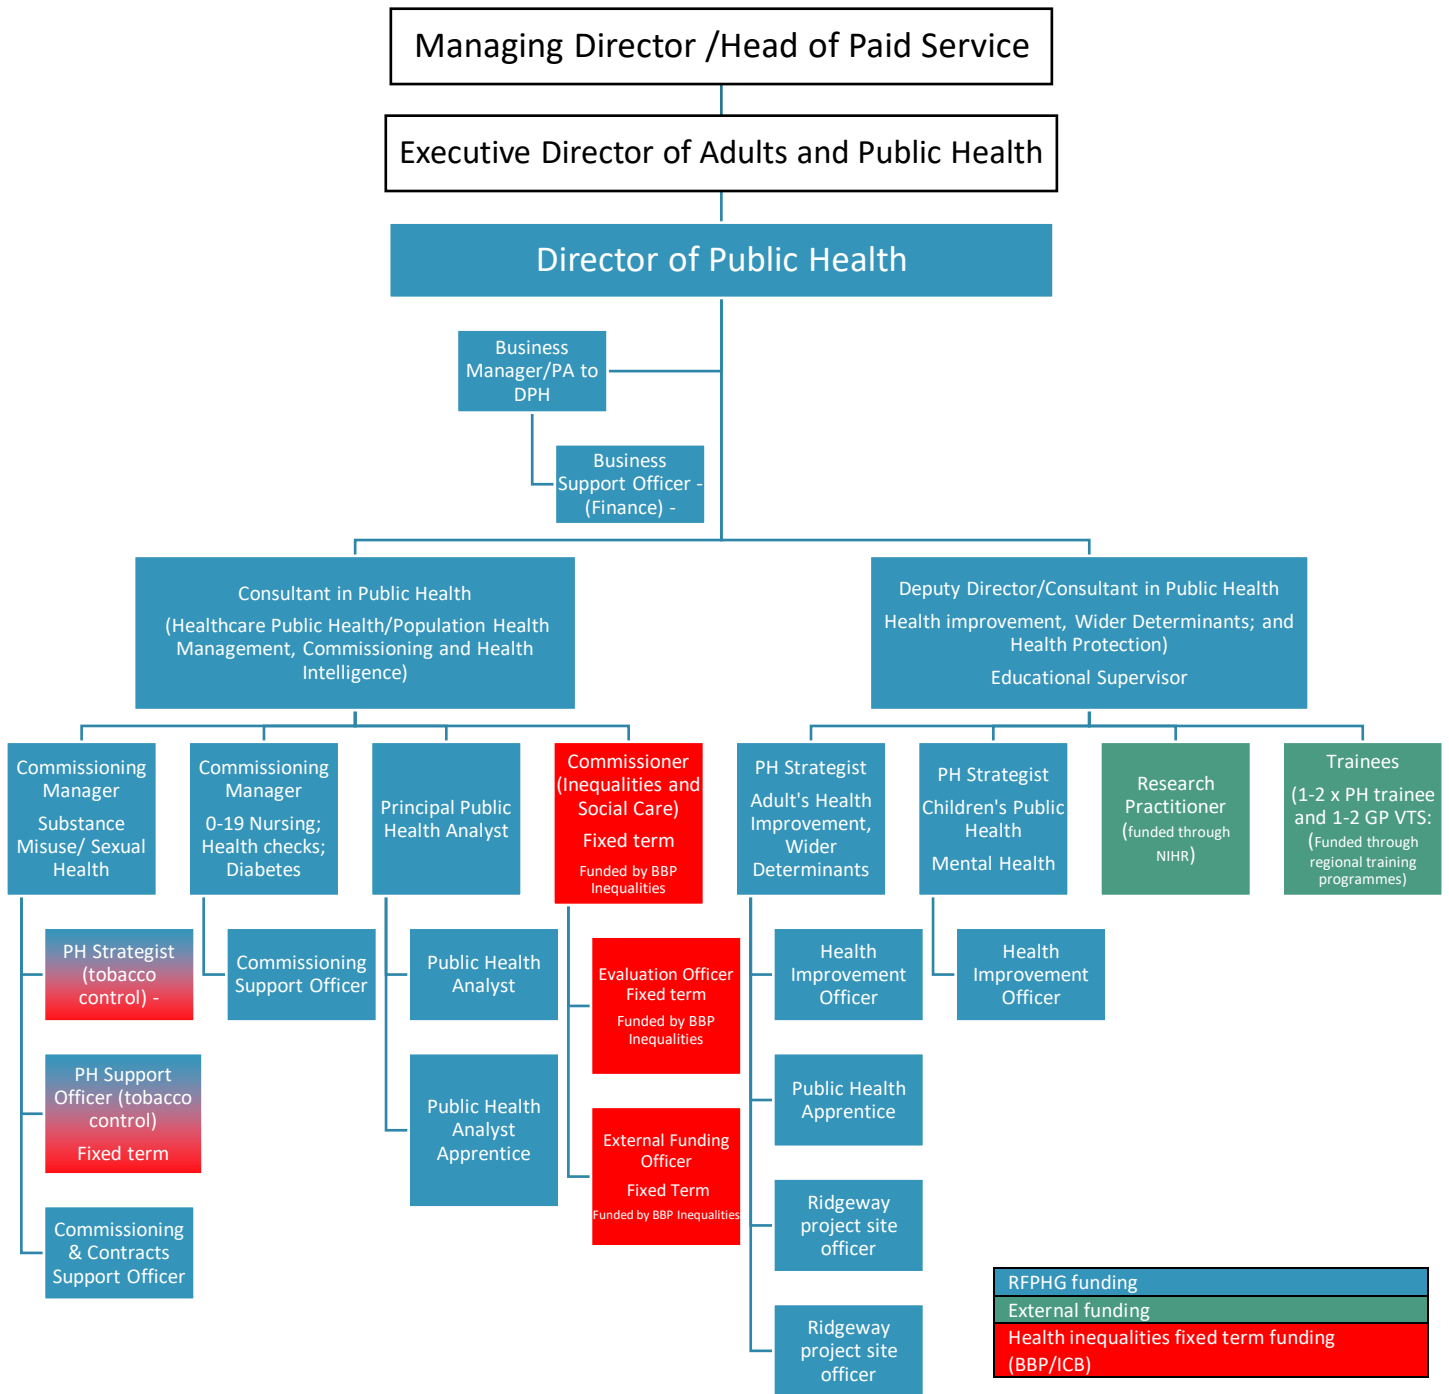 Managing Director /Head of Paid Service
Executive Director of Adults and Public Health
Director of Public Health
Business
Manager/PA to
DPH
Business
Support Officer -
(Finance) -
Consultant in Public Health
(Healthcare Public Health/Population Health
Management, Commissioning and Health
Intelligence)
Deputy Director/Consultant in Public Health
Health improvement, Wider Determinants; and
Health Protection)
Educational Supervisor
Commissioning
Manager
Substance
Misuse/ Sexual
Health
Commissioning
Manager
0-19 Nursing;
Health checks;
Diabetes
Principal Public
Health Analyst
Commissioner
(Inequalities and
Social Care)
Fixed term
Funded by BBP
Inequalities
PH Strategist
Adult's Health
Improvement,
Wider
Determinants
PH Strategist
Children's Public
Health
Mental Health
Research
Practitioner
(funded through
NIHR)
Trainees
(1-2 x PH trainee
and 1-2 GP VTS:
(Funded through
regional training
programmes)
PH Strategist
(tobacco
control) -
PH Support
Officer (tobacco
control)
Fixed term
Commissioning
& Contracts
Support Officer
Commissioning
Support Officer
Public Health
Analyst
Public Health
Analyst
Apprentice
Evaluation Officer
Fixed term
Funded by BBP
Inequalities
External Funding
Officer
Fixed Term
Funded by BBP Inequalities
Health
Improvement
Officer
Public Health
Apprentice
Ridgeway
project site
officer
Ridgeway
project site
officer
Health
Improvement
Officer
RFPHG funding
External funding
Health inequalities fixed term funding
(BBP/ICB)